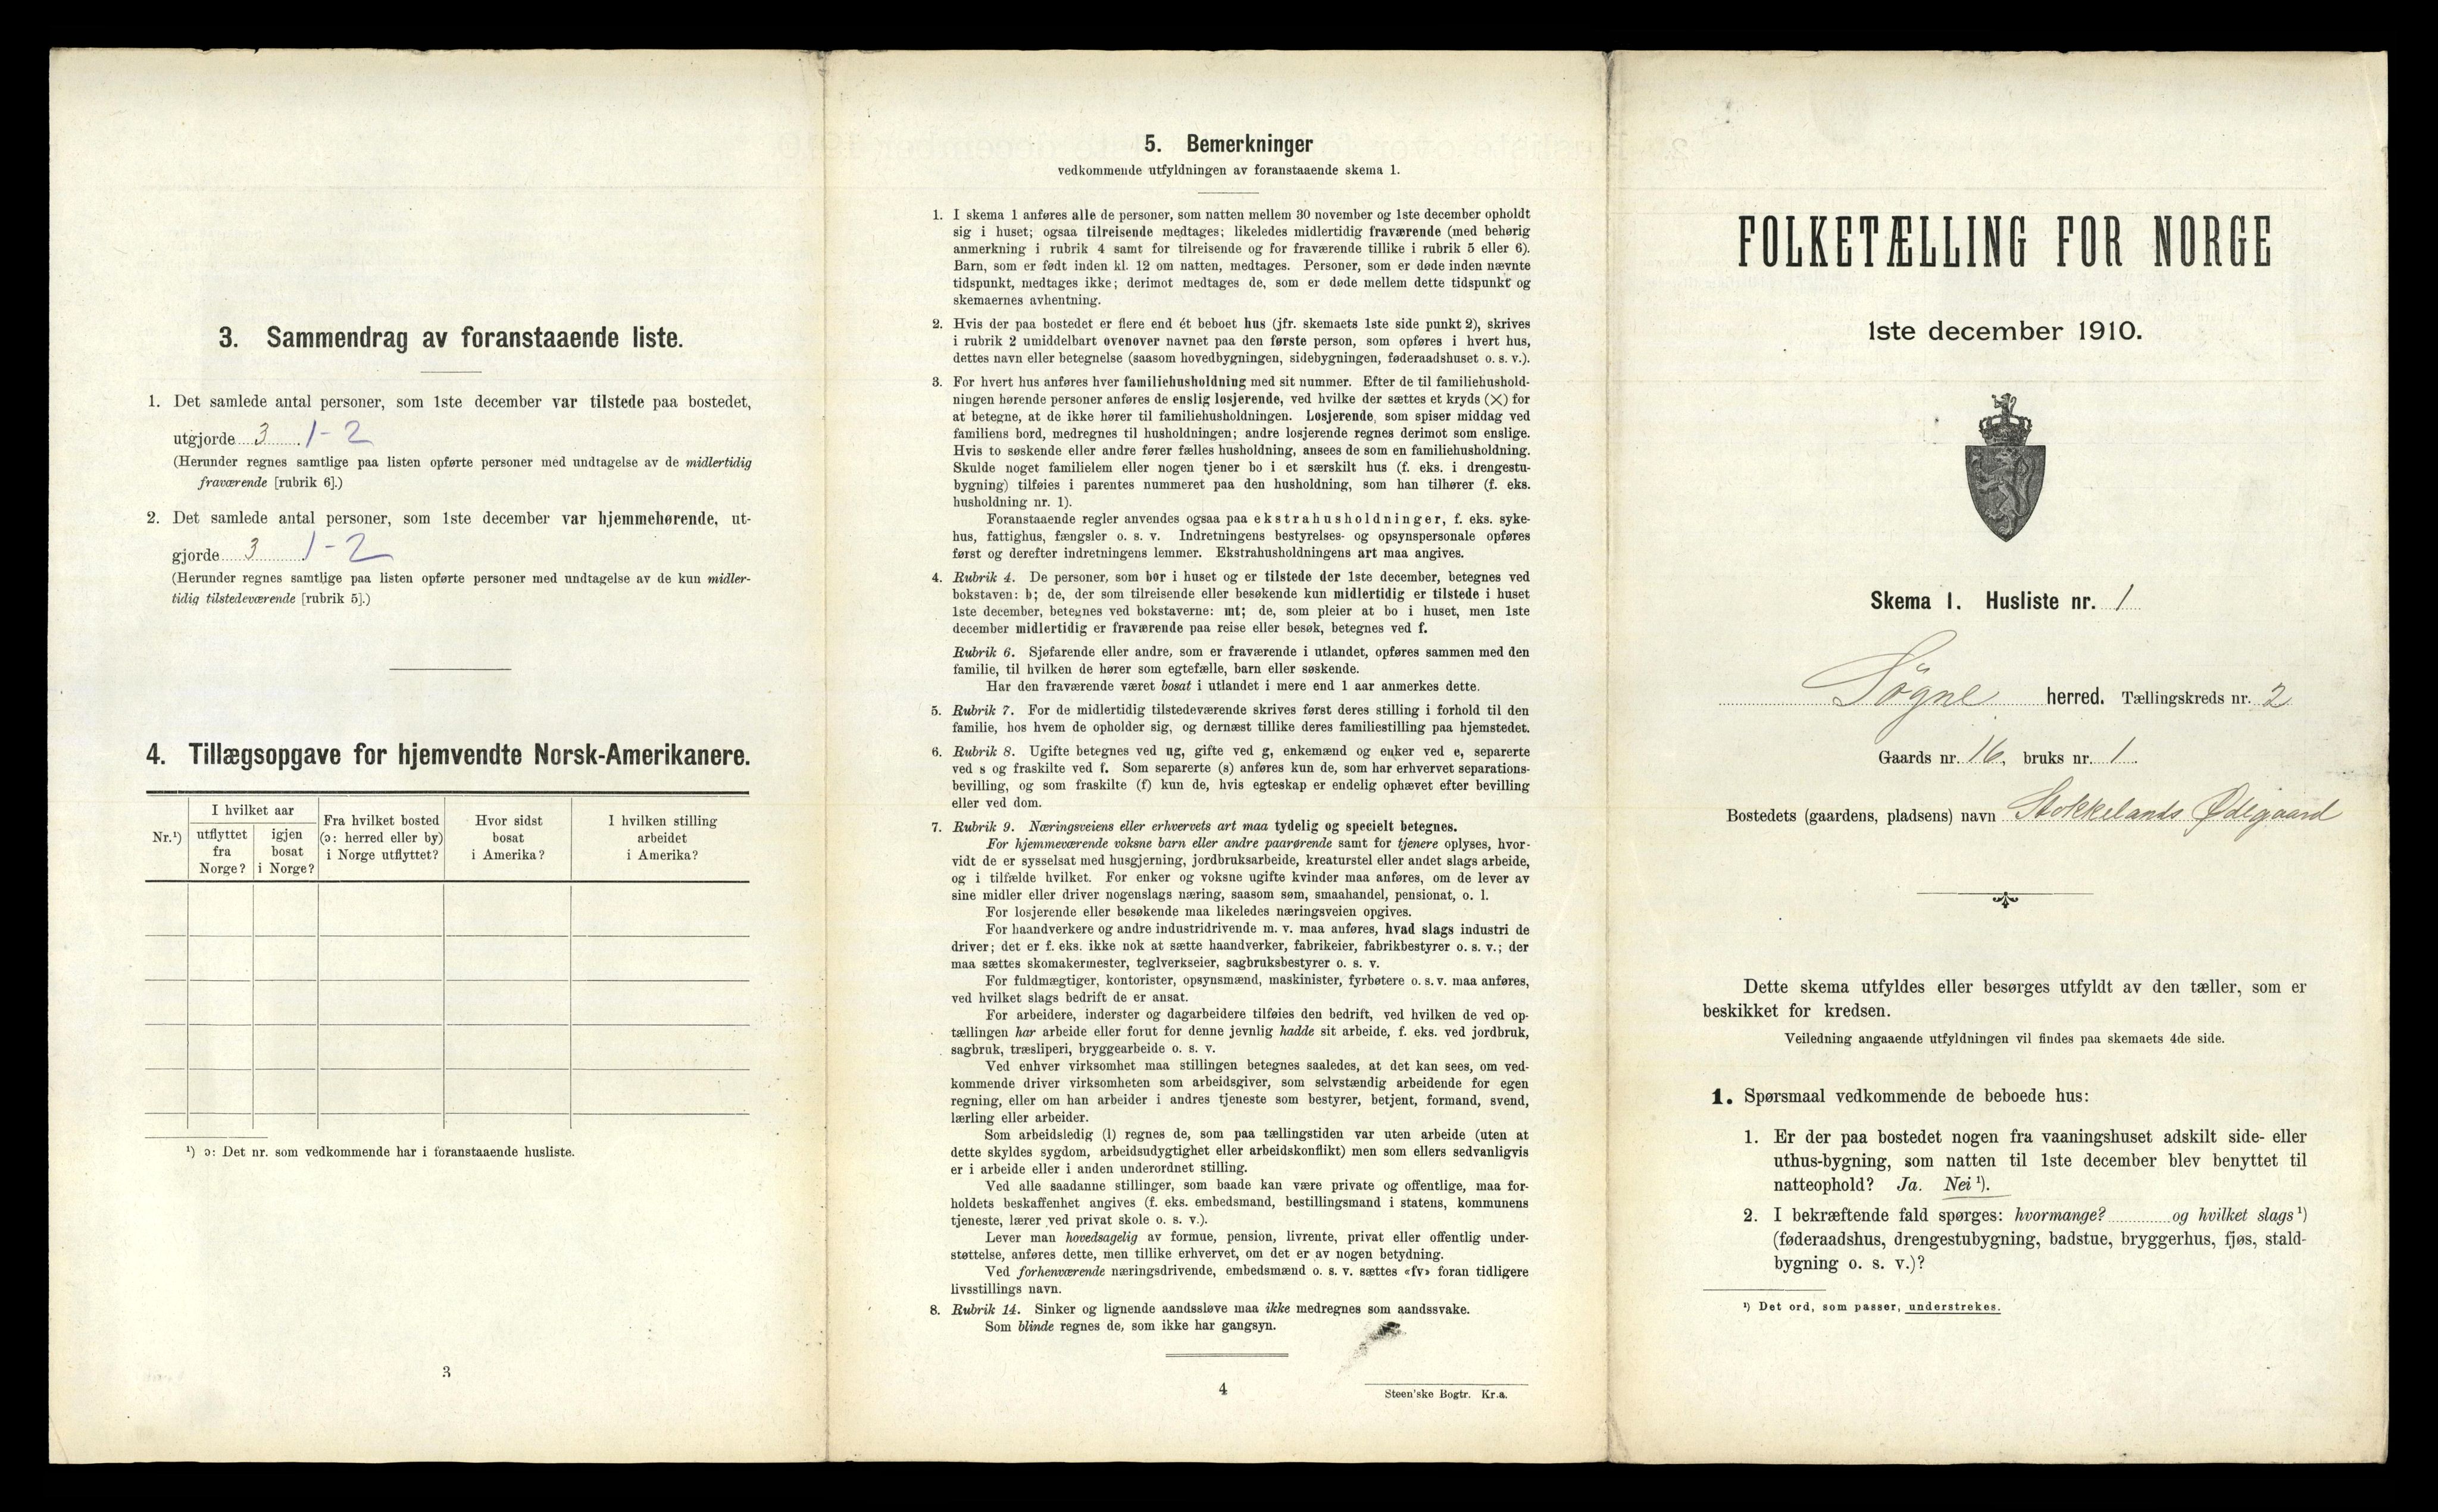 3. Sammendrag av foranstaaende liste.
1. Det samlede antal personer, som 1ste december var tilstede paa bostedet,
utgjorde 3 1-2
(Herunder regnes samtlige paa listen opførte personer med undtagelse av de midlertidig
fraværende [rubrik 6].)
2. Det samlede antal personer, som 1ste december var hjemmehørende, ut-
gjorde 3 1-2
(Herunder regnes samtlige paa listen opførte personer med undtagelse av de kun midler-
tidig tilstedeværende [rubrik 5].)
4. Tillægsopgave for hjemvendte Norsk-Amerikanere.
Nr.¹)
I hvilket aar
utflyttet
fra
Norge?
igjen
bosat
i Norge?
Fra hvilket bosted
(ɔ: herred eller by)
i Norge utflyttet?
Hvor sidst
bosat
i Amerika?
I hvilken stilling
arbeidet
i Amerika?
¹) ɔ: Det nr. som vedkommende har i foranstaaende husliste.
3
5. Bemerkninger
vedkommende utfyldningen av foranstaaende skema 1.
1. I skema 1 anføres alle de personer, som natten mellem 30 november og 1ste december opholdt
sig i huset; ogsaa tilreisende medtages; likeledes midlertidig fraværende (med behørig
anmerkning i rubrik 4 samt for tilreisende og for fraværende tillike i rubrik 5 eller 6).
Barn, som er født inden kl. 12 om natten, medtages. Personer, som er døde inden nævnte
tidspunkt, medtages ikke; derimot medtages de, som er døde mellem dette tidspunkt og
skemaernes avhentning.
2. Hvis der paa bostedet er flere end ét beboet hus (jfr. skemaets 1ste side punkt 2), skrives
i rubrik 2 umiddelbart ovenover navnet paa den første person, som opføres i hvert hus,
dettes navn eller betegnelse (saasom hovedbygningen, sidebygningen, føderaadshuset o. s. v.).
3. For hvert hus anføres hver familiehusholdning med sit nummer. Efter de til familiehushold-
ningen hørende personer anføres de enslig losjerende, ved hvilke der sættes et kryds (×) for
at betegne, at de ikke hører til familiehusholdningen. Losjerende, som spiser middag ved
familiens bord, medregnes til husholdningen; andre losjerende regnes derimot som enslige.
Hvis to søskende eller andre fører fælles husholdning, ansees de som en familiehusholdning.
Skulde noget familielem eller nogen tjener bo i et særskilt hus (f. eks. i drengestu-
bygning) tilføies i parentes nummeret paa den husholdning, som han tilhører (f. eks.
husholdning nr. 1).
Foranstaaende regler anvendes ogsaa paa ekstrahusholdninger, f. eks. syke-
hus, fattighus, fængsler o. s. v. Indretningens bestyrelses- og opsynspersonale opføres
først og derefter indretningens lemmer. Ekstrahusholdningens art maa angives.
4. Rubrik 4. De personer, som bor i huset og er tilstede der 1ste december, betegnes ved
bokstaven: b; de, der som tilreisende eller besøkende kun midlertidig er tilstede i huset
1ste december, betegnes ved bokstaverne: mt; de, som pleier at bo i huset, men 1ste
december midlertidig er fraværende paa reise eller besøk, betegnes ved f.
Rubrik 6. Sjøfarende eller andre, som er fraværende i utlandet, opføres sammen med den
familie, til hvilken de hører som egtefælle, barn eller søskende.
Har den fraværende været bosat i utlandet i mere end 1 aar anmerkes dette.
5. Rubrik 7. For de midlertidig tilstedeværende skrives først deres stilling i forhold til den
familie, hos hvem de opholder sig, og dernæst tillike deres familiestilling paa hjemstedet.
6. Rubrik 8. Ugifte betegnes ved ug, gifte ved g, enkemænd og enker ved e, separerte
ved s og fraskilte ved f. Som separerte (s) anføres kun de, som har erhvervet separations-
bevilling, og som fraskilte (f) kun de, hvis egteskap er endelig ophævet efter bevilling
eller ved dom.
7. Rubrik 9. Næringsveiens eller erhvervets art maa tydelig og specielt betegnes.
For hjemmeværende voksne barn eller andre paarørende samt for tjenere oplyses, hvor-
vidt de er sysselsat med husgjerning, jordbruksarbeide, kreaturstel eller andet slags arbeide,
og i tilfælde hvilket. For enker og voksne ugifte kvinder maa anføres, om de lever av
sine midler eller driver nogenslags næring, saasom søm, smaahandel, pensionat, o. l.
For losjerende eller besøkende maa likeledes næringsveien opgives.
For haandverkere og andre industridrivende m. v. maa anføres, hvad slags industri de
driver; det er f. eks. ikke nok at sætte haandverker, fabrikeier, fabrikbestyrer o. s. v.; der
maa sættes skomakermester, teglverkseier, sagbruksbestyrer o. s. v.
For fuldmægtiger, kontorister, opsynsmænd, maskinister, fyrbøtere o. s. v. maa anføres,
ved hvilket slags bedrift de er ansat.
For arbeidere, inderster og dagarbeidere tilføies den bedrift, ved hvilken de ved op-
tællingen har arbeide eller forut for denne jevnlig hadde sit arbeide, f. eks. ved jordbruk,
sagbruk, træsliperi, bryggearbeide o. s. v.
Ved enhver virksomhet maa stillingen betegnes saaledes, at det kan sees, om ved-
kommende driver virksomheten som arbeidsgiver, som selvstændig arbeidende for egen
regning, eller om han arbeider i andres tjeneste som bestyrer, betjent, formand, svend,
lærling eller arbeider.
Som arbeidsledig (l) regnes de, som paa tællingstiden var uten arbeide (uten at
dette skyldes sygdom, arbeidsudygtighet eller arbeidskonflikt) men som ellers sedvanligvis
er i arbeide eller i anden underordnet stilling.
Ved alle saadanne stillinger, som baade kan være private og offentlige, maa for-
holdets beskaffenhet angives (f. eks. embedsmand, bestillingsmand i statens, kommunens
tjeneste, lærer ved privat skole o. s. v.).
Lever man hovedsagelig av formue, pension, livrente, privat eller offentlig under-
støttelse, anføres dette, men tillike erhvervet, om det er av nogen betydning.
Ved forhenværende næringsdrivende, embedsmænd o. s. v. sættes «fv» foran tidligere
livsstillings navn.
8. Rubrik 14. Sinker og lignende aandssløve maa ikke medregnes som aandssvake.
Som blinde regnes de, som ikke har gangsyn.
4
Steen'ske Bogtr. Kr.a.
FOLKETÆLLING FOR NORGE
1ste december 1910.
Skema 1. Husliste nr. 1
Søgne herred. Tællingskreds nr. 2
Gaards nr. 16, bruks nr. 1.
Bostedets (gaardens, pladsens) navn Stokkelands Ødegaard
Dette skema utfyldes eller besørges utfyldt av den tæller, som er
beskikket for kredsen.
Veiledning angaaende utfyldningen vil findes paa skemaets 4de side.
1. Spørsmaal vedkommende de beboede hus:
1. Er der paa bostedet nogen fra vaaningshuset adskilt side- eller
uthus-bygning, som natten til 1ste december blev benyttet til
natteophold? Ja. Nei¹).
2. I bekræftende fald spørges: hvormange? og hvilket slags¹)
(føderaadshus, drengestubygning, badstue, bryggerhus, fjøs, stald-
bygning o. s. v.)?
¹) Det ord, som passer, understrekes.